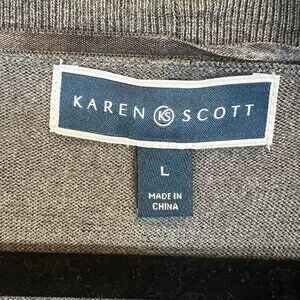 KAREN KS SCOTT
L
MADE IN
CHINA